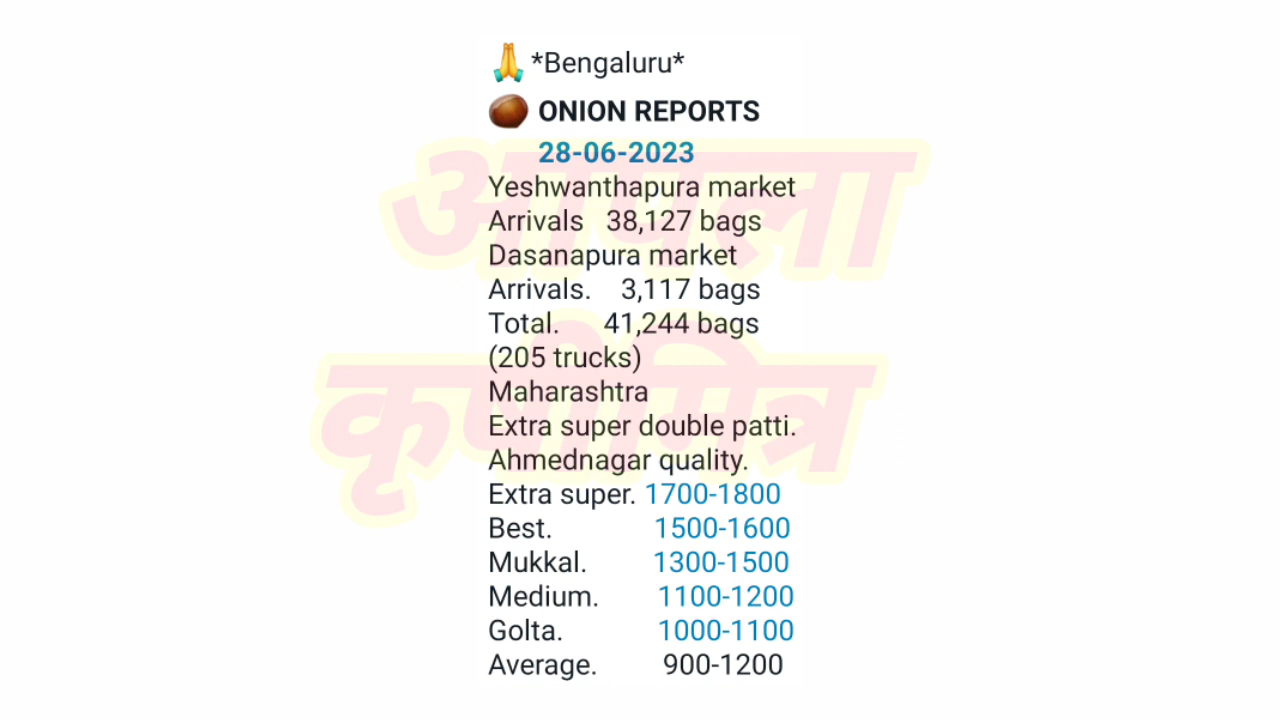 🙏 *Bengaluru*
🌰 ONION REPORTS
28-06-2023
Yeshwanthapura market
Arrivals 38,127 bags
Dasanapura market
Arrivals. 3,117 bags
Total. 41,244 bags
(205 trucks)
Maharashtra
Extra super double patti.
Ahmednagar quality.
Extra super. 1700-1800
Best. 1500-1600
Mukkal. 1300-1500
Medium. 1100-1200
Golta. 1000-1100
Average. 900-1200
आपला
कृषीमित्र